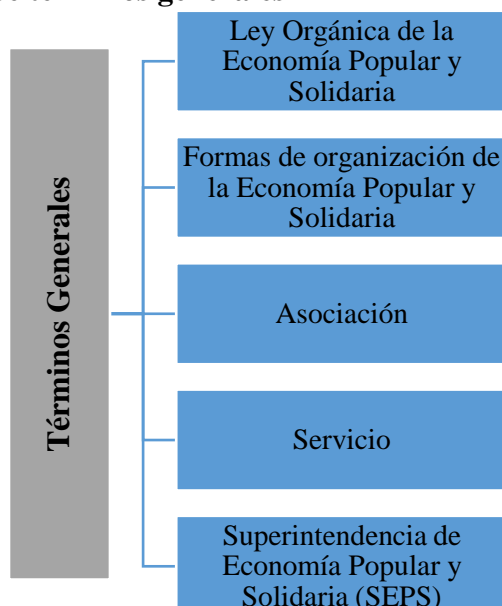 generales
Términos Generales
Ley Orgánica de la
Economía Popular y
Solidaria
Formas de organización de
la Economía Popular y
Solidaria
Asociación
Servicio
Superintendencia de
Economía Popular y
Solidaria (SEPS)